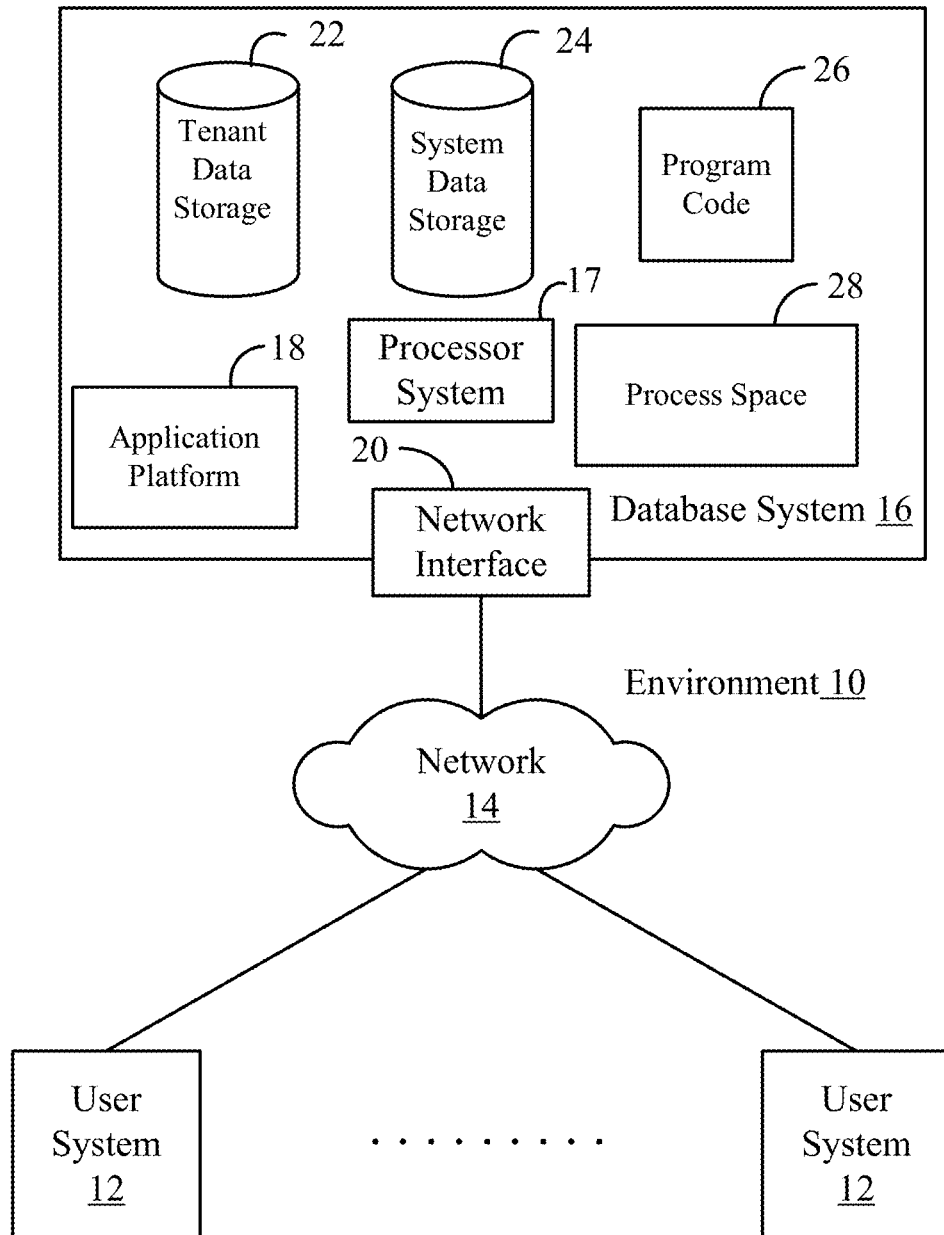 22
24
26
Tenant
Data
Storage
System
Data
Storage
Program
Code
17
28
18
Processor
System
Process Space
Application
Platform
20
Network
Interface
Database System 16
Environment 10
Network
14
User
System
12
User
System
12